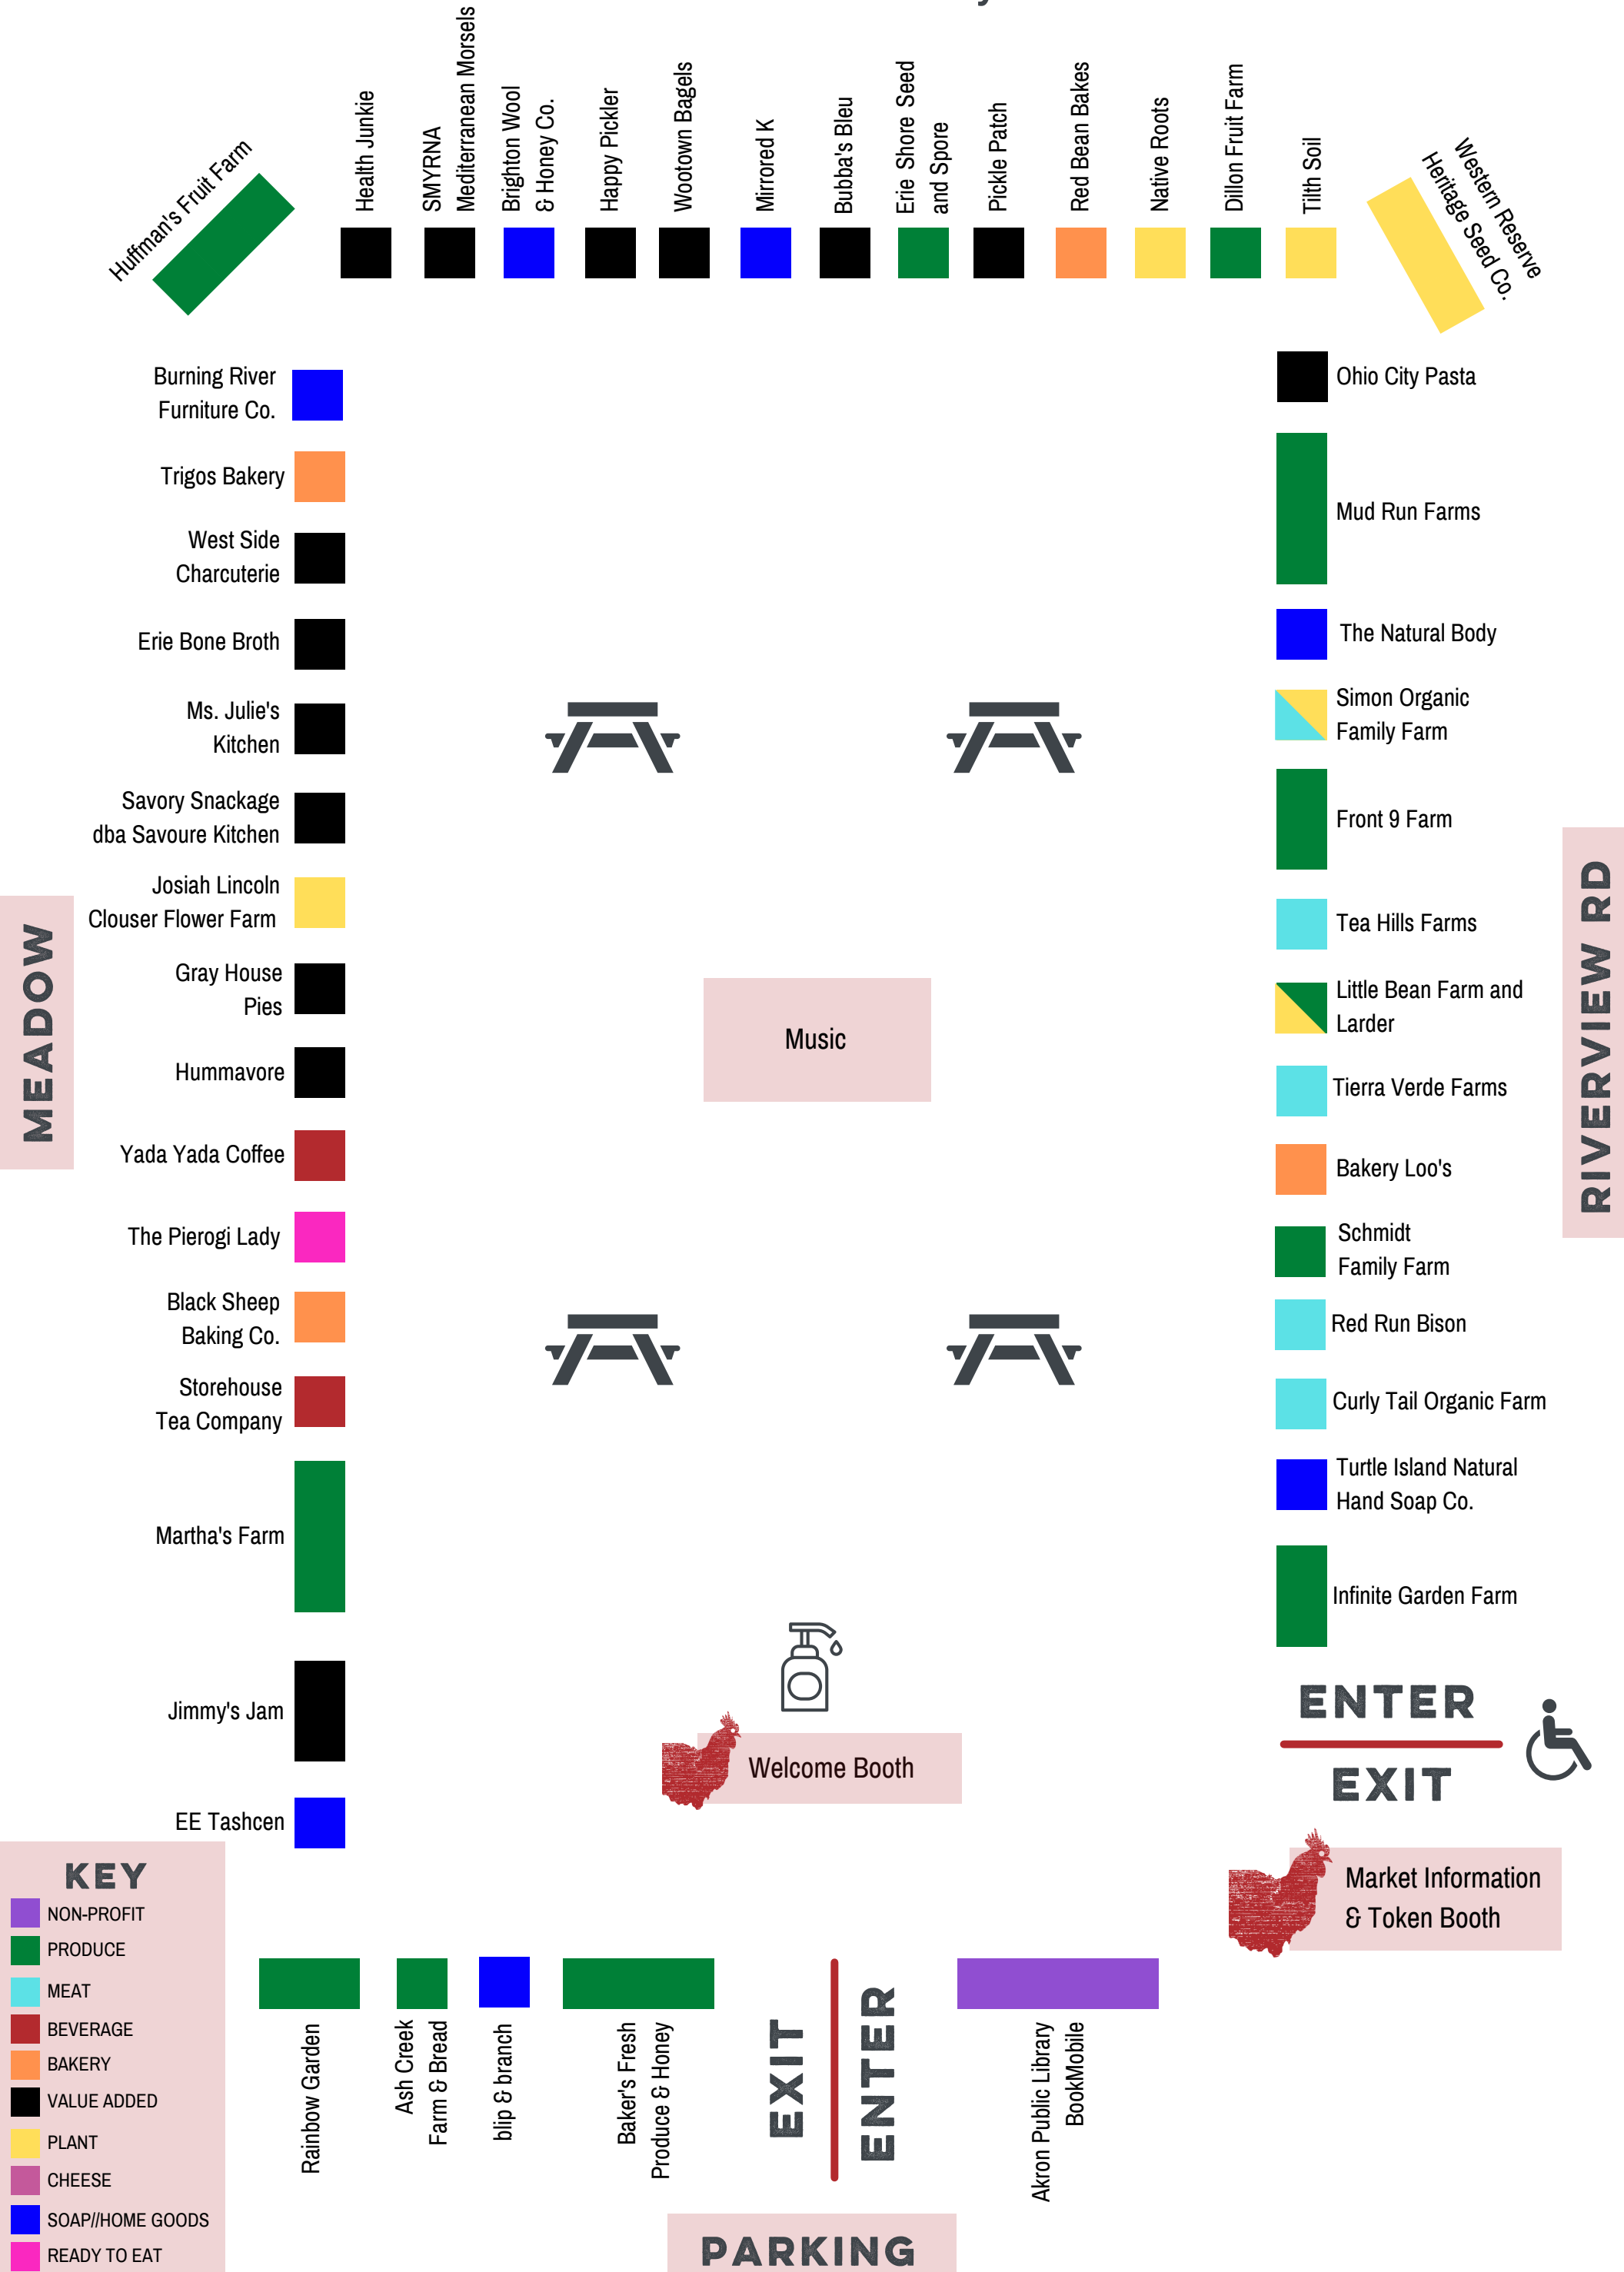 Huffman's Fruit Farm
Health Junkie
SMYRNA
Mediterranean Morsels
Brighton Wool
& Honey Co.
Happy Pickler
Wootown Bagels
Mirrored K
Bubba's Bleu
Erie Shore Seed
and Spore
Pickle Patch
Red Bean Bakes
Native Roots
Dillon Fruit Farm
Tilth Soil
Western Reserve
Heritage Seed Co.
Burning River
Furniture Co.
Trigos Bakery
West Side
Charcuterie
Erie Bone Broth
Ms. Julie's
Kitchen
Savory Snackage
dba Savoure Kitchen
Josiah Lincoln
Clouser Flower Farm
Gray House
Pies
Hummavore
Yada Yada Coffee
The Pierogi Lady
Black Sheep
Baking Co.
Storehouse
Tea Company
Martha's Farm
Jimmy's Jam
EE Tashcen
MEADOW
Music
Welcome Booth
Ohio City Pasta
Mud Run Farms
The Natural Body
Simon Organic
Family Farm
Front 9 Farm
Tea Hills Farms
Little Bean Farm and
Larder
Tierra Verde Farms
Bakery Loo's
Schmidt
Family Farm
Red Run Bison
Curly Tail Organic Farm
Turtle Island Natural
Hand Soap Co.
Infinite Garden Farm
RIVERVIEW RD
ENTER
EXIT
Market Information
& Token Booth
KEY
NON-PROFIT
PRODUCE
MEAT
BEVERAGE
BAKERY
VALUE ADDED
PLANT
CHEESE
SOAP//HOME GOODS
READY TO EAT
Rainbow Garden
Ash Creek
Farm & Bread
blip & branch
Baker's Fresh
Produce & Honey
EXIT
ENTER
Akron Public Library
BookMobile
PARKING